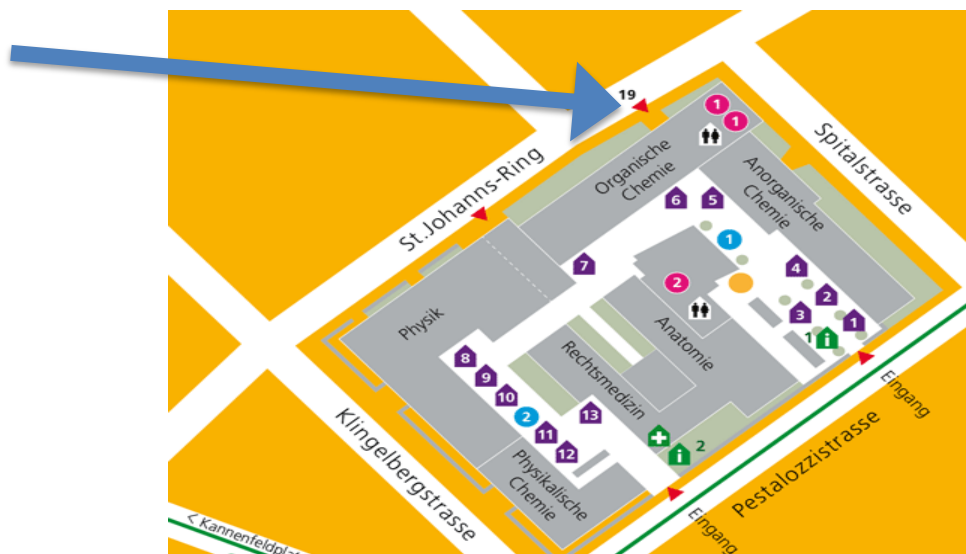 19
1
1
St.Johanns-Ring
Organische
Chemie
Spitalstrasse
Anorganische
Chemie
6
5
1
7
4
2
2
3
1
1
Physik
Anatomie
Rechtsmedizin
8
9
10
2
11
12
13
2
Eingang
Pestalozzistrasse
Klingelbergstrasse
Physikalische
Chemie
Eingang
< Kannenfeldplat